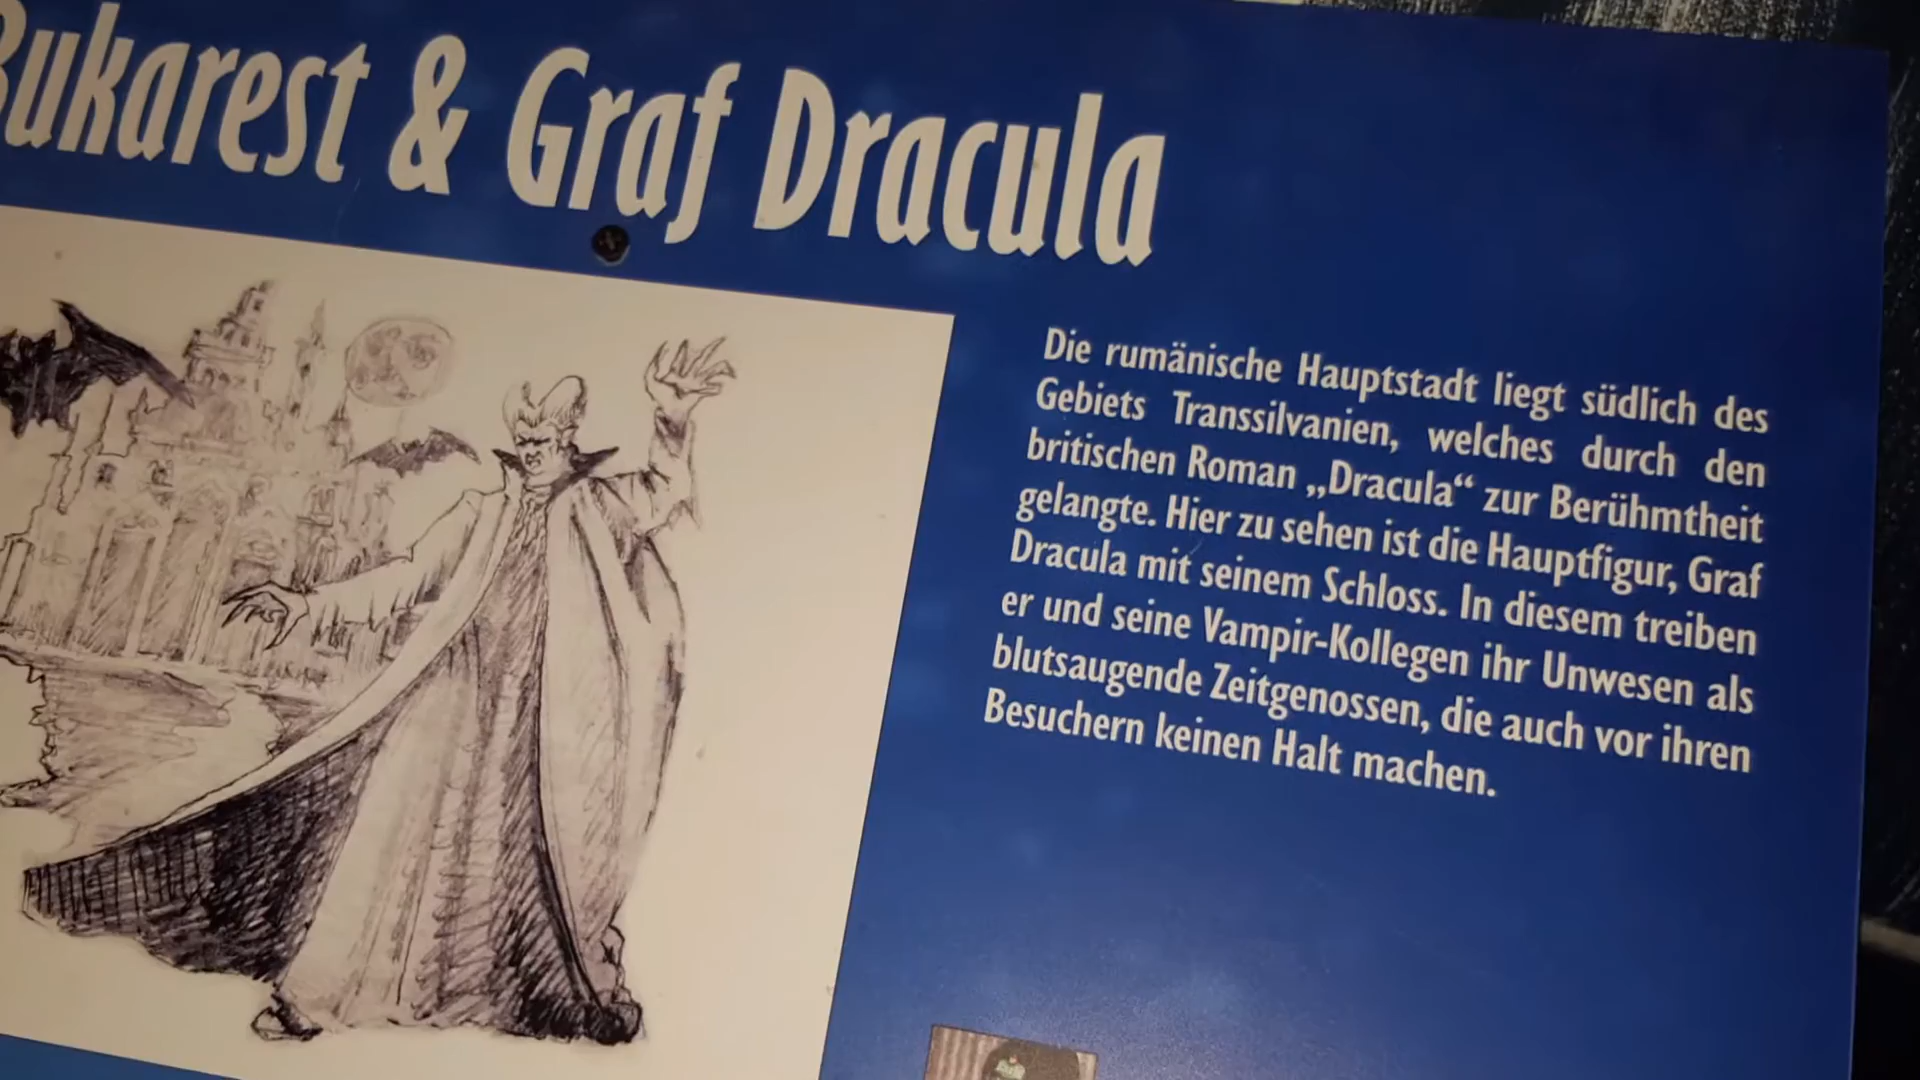 Bukarest & Graf Dracula
Die rumänische Hauptstadt liegt südlich des
Gebiets Transsilvanien, welches durch den
britischen Roman „Dracula“ zur Berühmtheit
gelangte. Hier zu sehen ist die Hauptfigur, Graf
Dracula mit seinem Schloss. In diesem treiben
er und seine Vampir-Kollegen ihr Unwesen als
blutsaugende Zeitgenossen, die auch vor ihren
Besuchern keinen Halt machen.